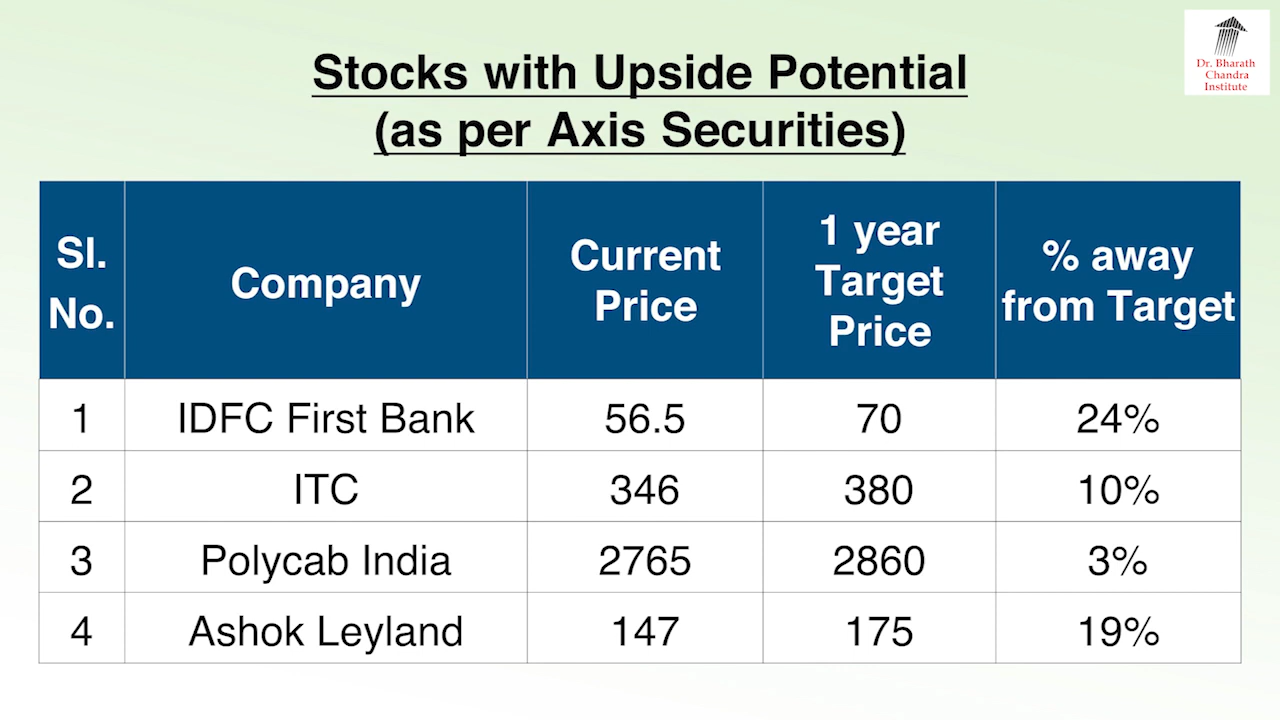 Dr. Bharath
Chandra
Institute
Stocks with Upside Potential
(as per Axis Securities)
Sl. No. Company Current Price 1 year Target Price % away from Target
1 IDFC First Bank 56.5 70 24%
2 ITC 346 380 10%
3 Polycab India 2765 2860 3%
4 Ashok Leyland 147 175 19%